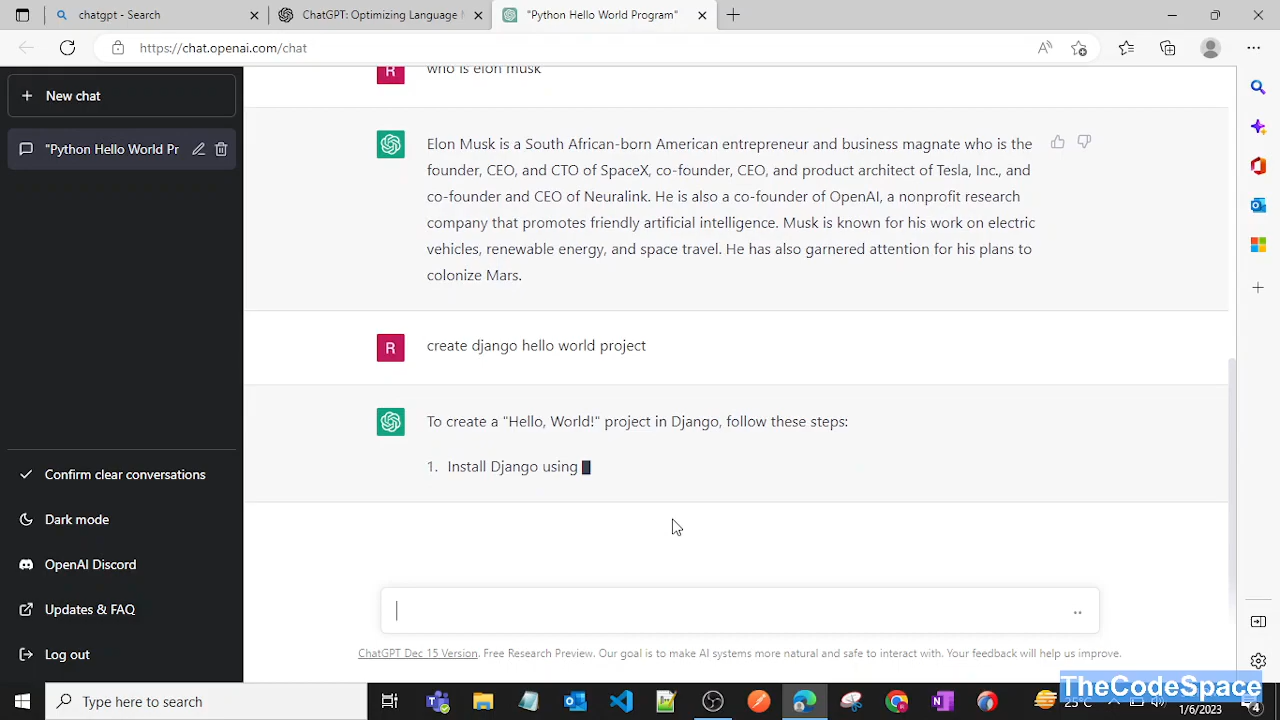 chatgpt - Search
ChatGPT: Optimizing Language
"Python Hello World Program"
https://chat.openai.com/chat
New chat
"Python Hello World Pr
Confirm clear conversations
Dark mode
OpenAI Discord
Updates & FAQ
Log out
R
who is elon musk
Elon Musk is a South African-born American entrepreneur and business magnate who is the
founder, CEO, and CTO of SpaceX, co-founder, CEO, and product architect of Tesla, Inc., and
co-founder and CEO of Neuralink. He is also a co-founder of OpenAI, a nonprofit research
company that promotes friendly artificial intelligence. Musk is known for his work on electric
vehicles, renewable energy, and space travel. He has also garnered attention for his plans to
colonize Mars.
R
create django hello world project
To create a "Hello, World!" project in Django, follow these steps:
1. Install Django using
ChatGPT Dec 15 Version. Free Research Preview. Our goal is to make AI systems more natural and safe to interact with. Your feedback will help us improve.
TheCodeSpace
Type here to search
1/6/2023